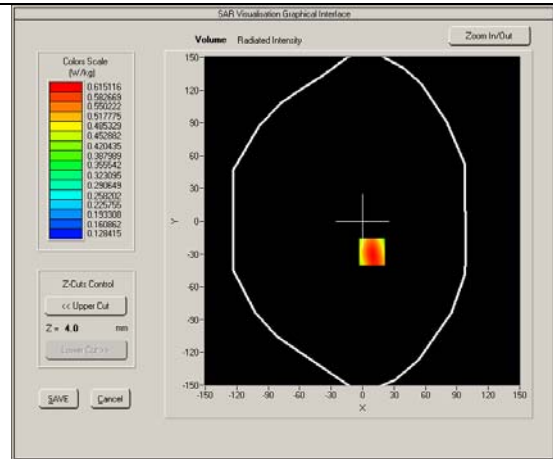 SAR Visualisation Graphical Interface
Volume Radiated Intensity
Zoom In/Out
Colors Scale
(W/kg)
0.615116
0.582669
0.550222
0.517775
0.485329
0.452882
0.420435
0.387989
0.355542
0.323095
0.290649
0.258202
0.225755
0.193308
0.160862
0.128415
Z-Cuts Control
<< Upper Cut
Z = 4.0 mm
Lower Cut >>
SAVE Cancel
Y
150
120
90
60
30
0
-30
-60
-90
-120
-150
-150 -120 -90 -60 -30 0 30 60 90 120 150
X